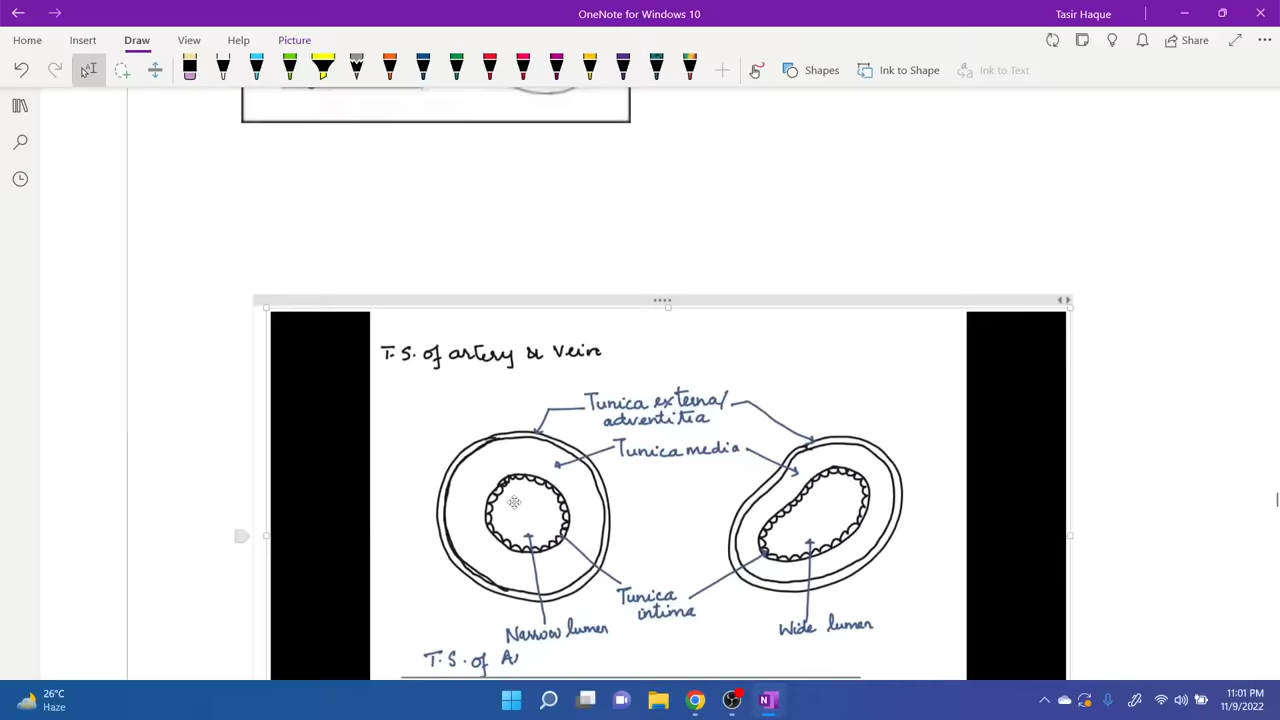 OneNote for Windows 10
Tasir Haque
Home
Insert
Draw
View
Help
Picture
Share
Shapes
Ink to Shape
Ink to Text
T.S. of artery & Vein
Tunica externa/
adventitia
Tunica media
Tunica
intima
Narrow lumen
Wide lumen
T.S. of
26°C
Haze
11:01 PM
11/9/2022